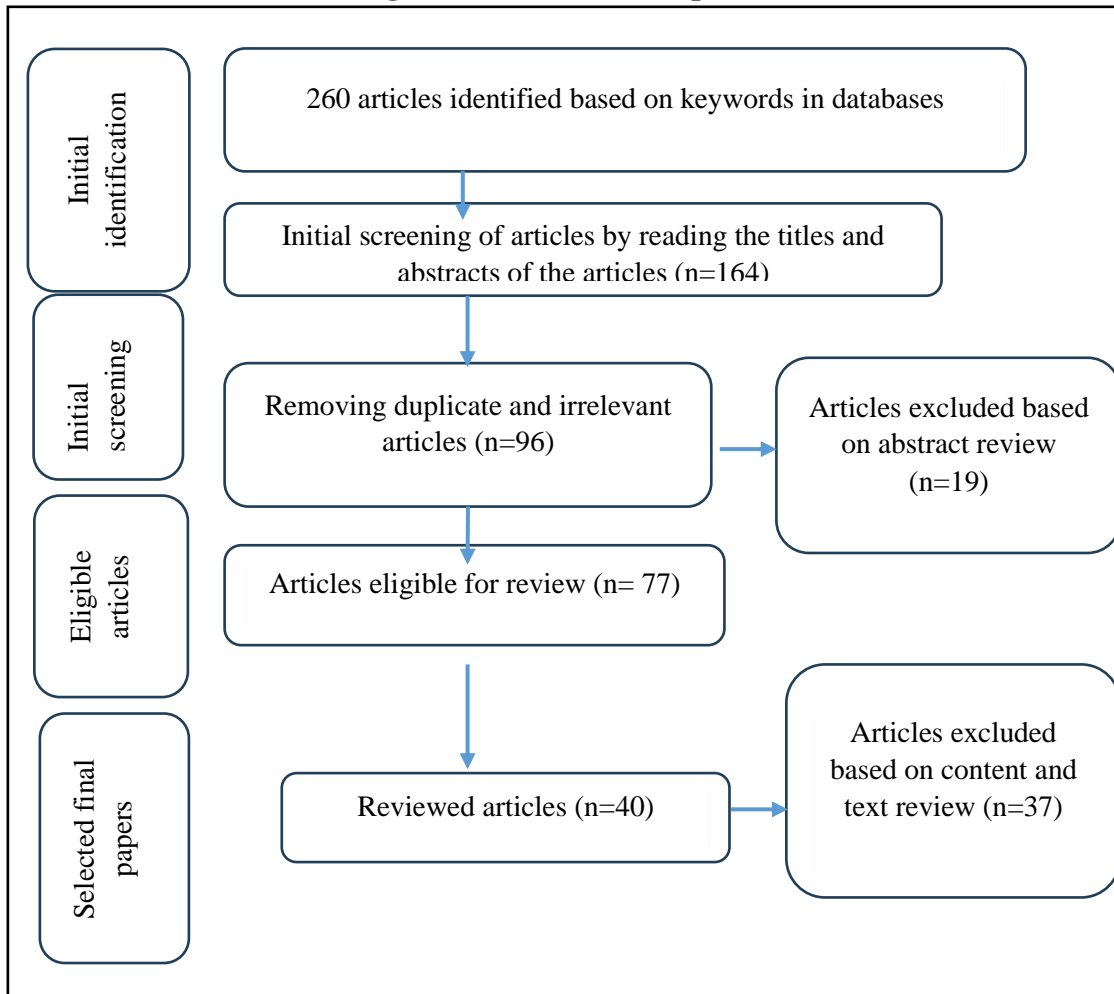 Initial
identification
260 articles identified based on keywords in databases
Initial screening of articles by reading the titles and
abstracts of the articles (n=164)
Initial
screening
Removing duplicate and irrelevant
articles (n=96)
Articles excluded based
on abstract review
(n=19)
Eligible
articles
Articles eligible for review (n= 77)
Selected final
papers
Reviewed articles (n=40)
Articles excluded
based on content and
text review (n=37)